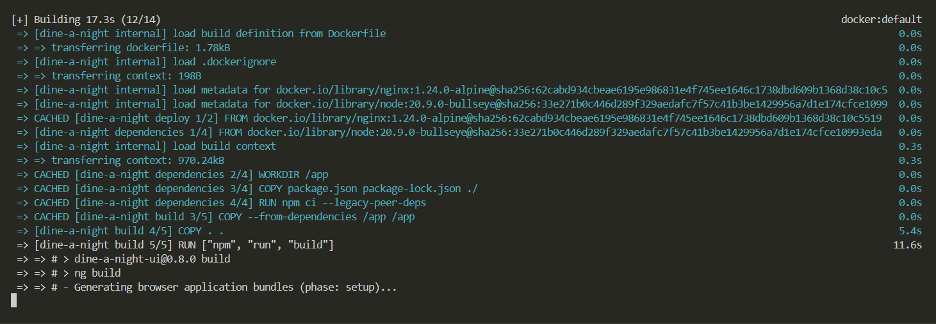 [+] Building 17.3s (12/14) docker:default
=> [dine-a-night internal] load build definition from Dockerfile 0.0s
=> => transferring dockerfile: 1.78kB 0.0s
=> [dine-a-night internal] load .dockerignore 0.0s
=> => transferring context: 198B 0.0s
=> [dine-a-night internal] load metadata for docker.io/library/nginx:1.24.0-alpine@sha256:62cabd934cbeae6195e986831e4f745ee1646c1738dbd609b1368d38c10c5 0.0s
=> [dine-a-night internal] load metadata for docker.io/library/node:20.9.0-bullseye@sha256:33e271b0c446d289f329aedafc7f57c41b3be1429956a7d1e174cfce1099 0.0s
=> CACHED [dine-a-night deploy 1/2] FROM docker.io/library/nginx:1.24.0-alpine@sha256:62cabd934cbeae6195e986831e4f745ee1646c1738dbd609b1368d38c10c5519 0.0s
=> [dine-a-night dependencies 1/4] FROM docker.io/library/node:20.9.0-bullseye@sha256:33e271b0c446d289f329aedafc7f57c41b3be1429956a7d1e174cfce10993eda 0.0s
=> [dine-a-night internal] load build context 0.3s
=> => transferring context: 970.24kB 0.3s
=> CACHED [dine-a-night dependencies 2/4] WORKDIR /app 0.0s
=> CACHED [dine-a-night dependencies 3/4] COPY package.json package-lock.json ./ 0.0s
=> CACHED [dine-a-night dependencies 4/4] RUN npm ci --legacy-peer-deps 0.0s
=> CACHED [dine-a-night build 3/5] COPY --from=dependencies /app /app 0.0s
=> [dine-a-night build 4/5] COPY . . 5.4s
=> [dine-a-night build 5/5] RUN ["npm", "run", "build"] 11.6s
=> => # > dine-a-night-ui@0.8.0 build
=> => # > ng build
=> => # - Generating browser application bundles (phase: setup)...